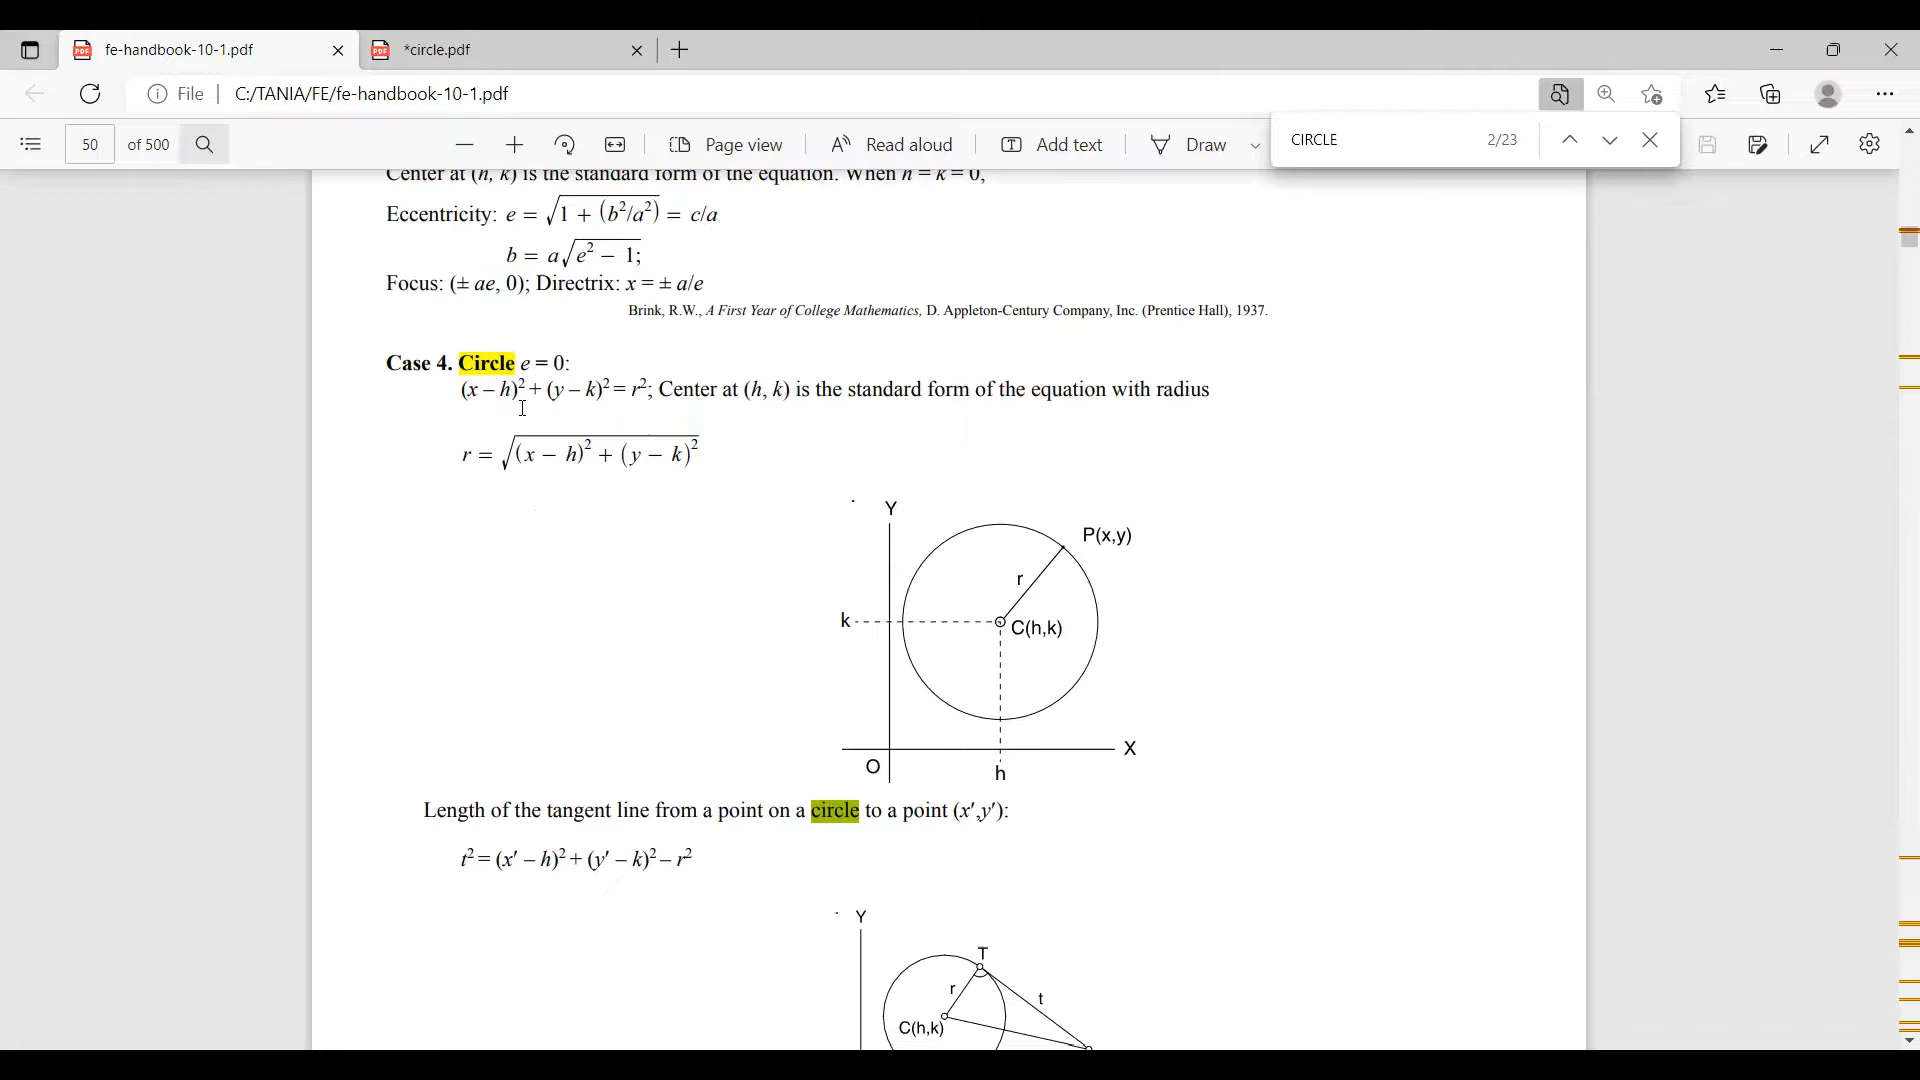 fe-handbook-10-1.pdf
*circle.pdf
File
C:/TANIA/FE/fe-handbook-10-1.pdf
50 of 500
Page view
Read aloud
Add text
Draw
CIRCLE 2/23
Center at (h, k) is the standard form of the equation. When h = k = 0,
Eccentricity: e = √(1 + (b²/a²)) = c/a
b = a√(e² − 1);
Focus: (± ae, 0); Directrix: x = ± a/e
Brink, R.W., A First Year of College Mathematics, D. Appleton-Century Company, Inc. (Prentice Hall), 1937.
Case 4. Circle e = 0:
(x – h)² + (y – k)² = r²; Center at (h, k) is the standard form of the equation with radius
r = √((x − h)² + (y − k)²)
Y
P(x,y)
r
k
C(h,k)
X
O
h
Length of the tangent line from a point on a circle to a point (x′,y′):
t² = (x′ – h)² + (y′ – k)² – r²
Y
T
r
t
C(h,k)